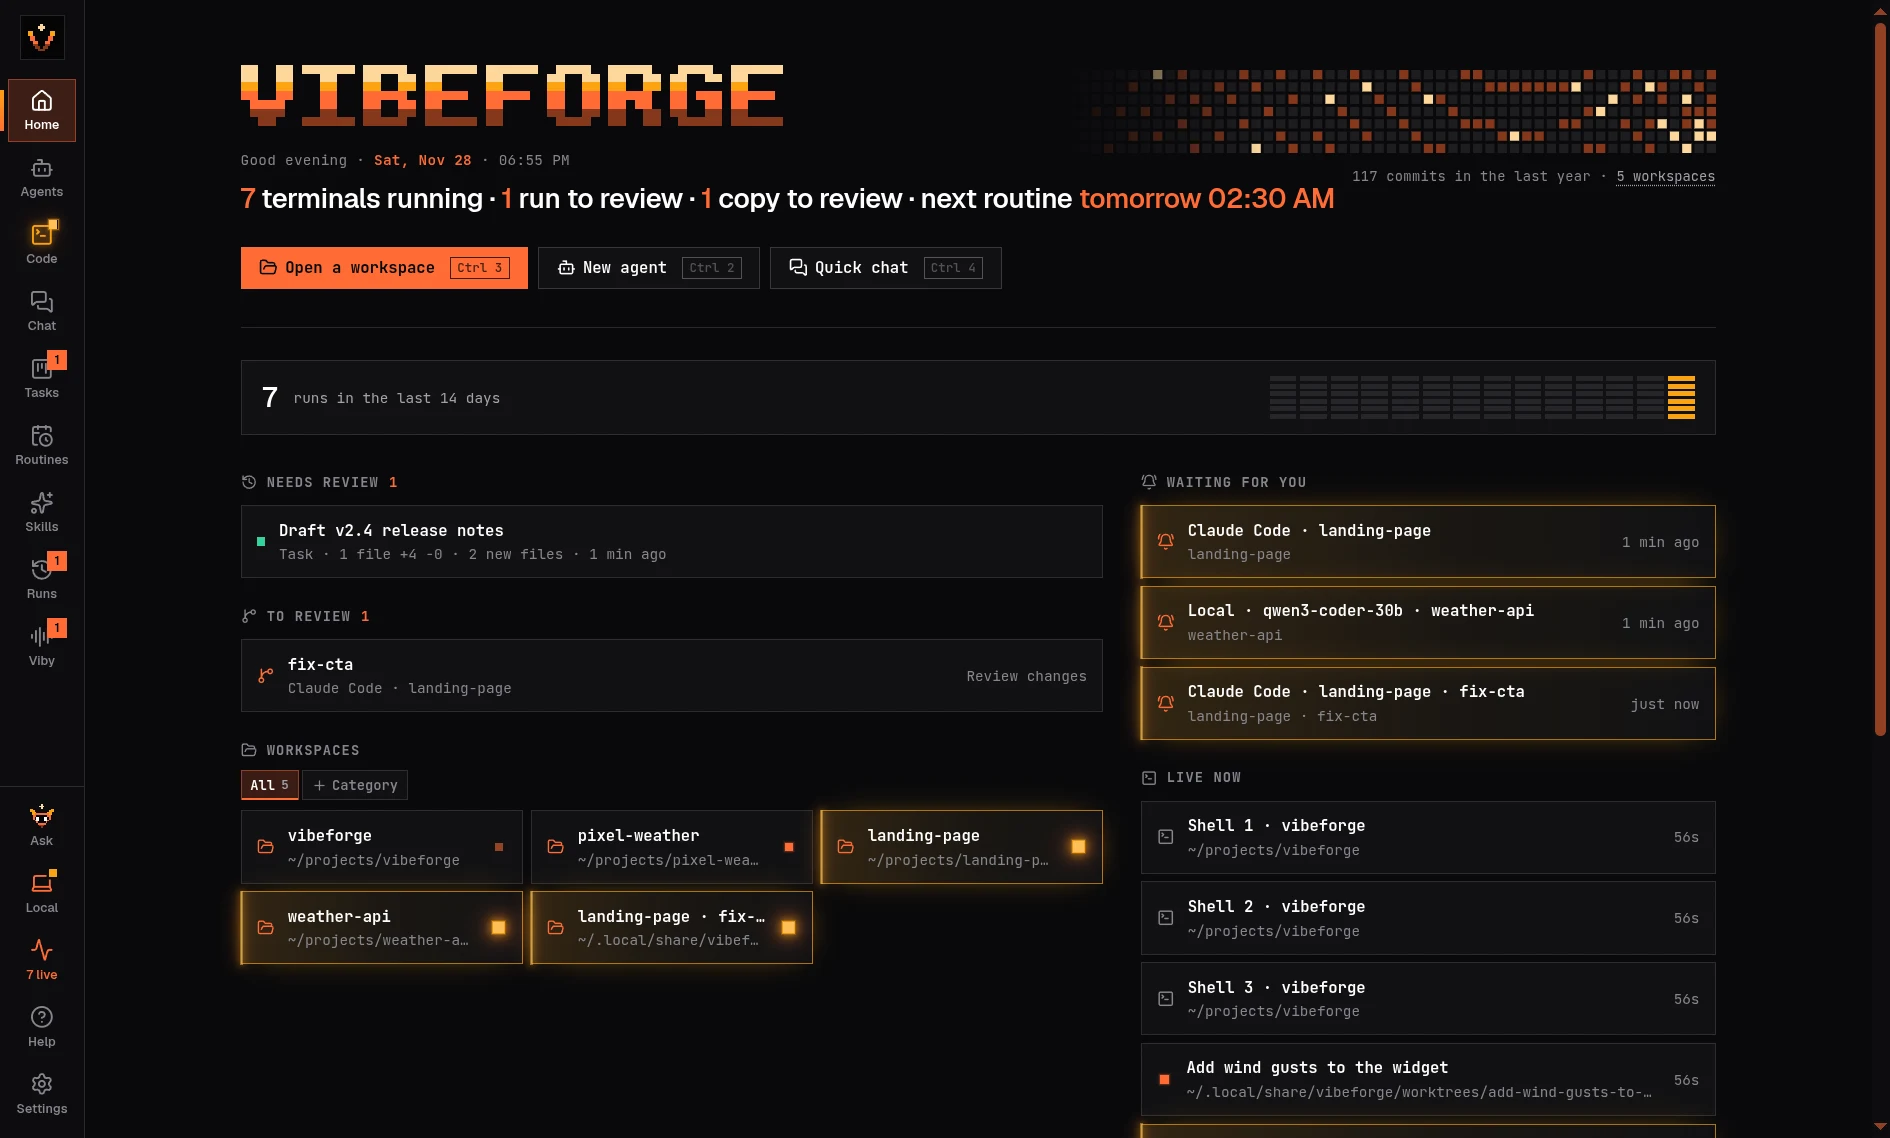 Home
Agents
Code
Chat
1
Tasks
Routines
Skills
1
Runs
1
Viby
Ask
Local
7 live
Help
Settings
VIBEFORGE
Good evening · Sat, Nov 28 · 06:55 PM
7 terminals running · 1 run to review · 1 copy to review · next routine tomorrow 02:30 AM
117 commits in the last year · 5 workspaces
Open a workspace Ctrl 3
New agent Ctrl 2
Quick chat Ctrl 4
7 runs in the last 14 days
NEEDS REVIEW 1
Draft v2.4 release notes
Task · 1 file +4 -0 · 2 new files · 1 min ago
TO REVIEW 1
fix-cta
Claude Code · landing-page
Review changes
WORKSPACES
All 5
+ Category
vibeforge
~/projects/vibeforge
pixel-weather
~/projects/pixel-wea…
landing-page
~/projects/landing-p…
weather-api
~/projects/weather-a…
landing-page · fix-…
~/.local/share/vibef…
WAITING FOR YOU
Claude Code · landing-page
landing-page
1 min ago
Local · qwen3-coder-30b · weather-api
weather-api
1 min ago
Claude Code · landing-page · fix-cta
landing-page · fix-cta
just now
LIVE NOW
Shell 1 · vibeforge
~/projects/vibeforge
56s
Shell 2 · vibeforge
~/projects/vibeforge
56s
Shell 3 · vibeforge
~/projects/vibeforge
56s
Add wind gusts to the widget
~/.local/share/vibeforge/worktrees/add-wind-gusts-to-…
56s